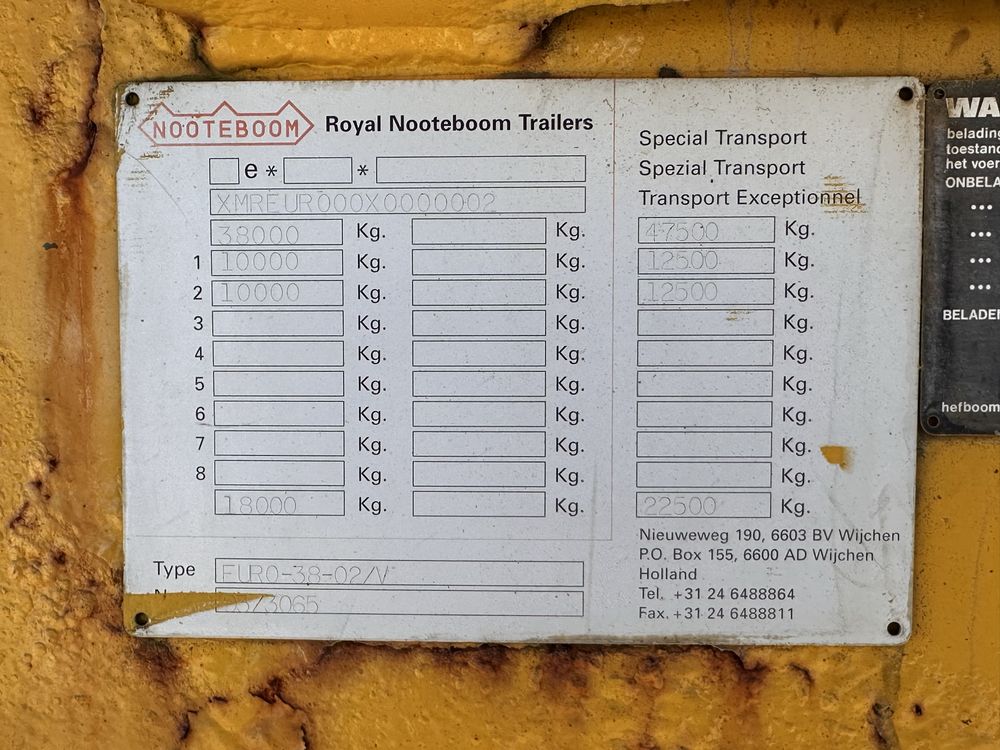 NOOTEBOOM Royal Nooteboom Trailers
e * *
XMREUR000X0000002
38000 Kg. Kg.
1 10000 Kg. Kg.
2 10000 Kg. Kg.
3 Kg. Kg.
4 Kg. Kg.
5 Kg. Kg.
6 Kg. Kg.
7 Kg. Kg.
8 Kg. Kg.
18000 Kg. Kg.
Type EURO-38-02/V
3065
Special Transport
Spezial Transport
Transport Exceptionnel
47500 Kg.
12500 Kg.
12500 Kg.
Kg.
Kg.
Kg.
Kg.
Kg.
Kg.
22500 Kg.
Nieuweweg 190, 6603 BV Wijchen
P.O. Box 155, 6600 AD Wijchen
Holland
Tel. +31 24 6488864
Fax. +31 24 6488811
WA
belading
toestand
het voer
ONBELA
...
...
...
...
BELADEN
hefboom